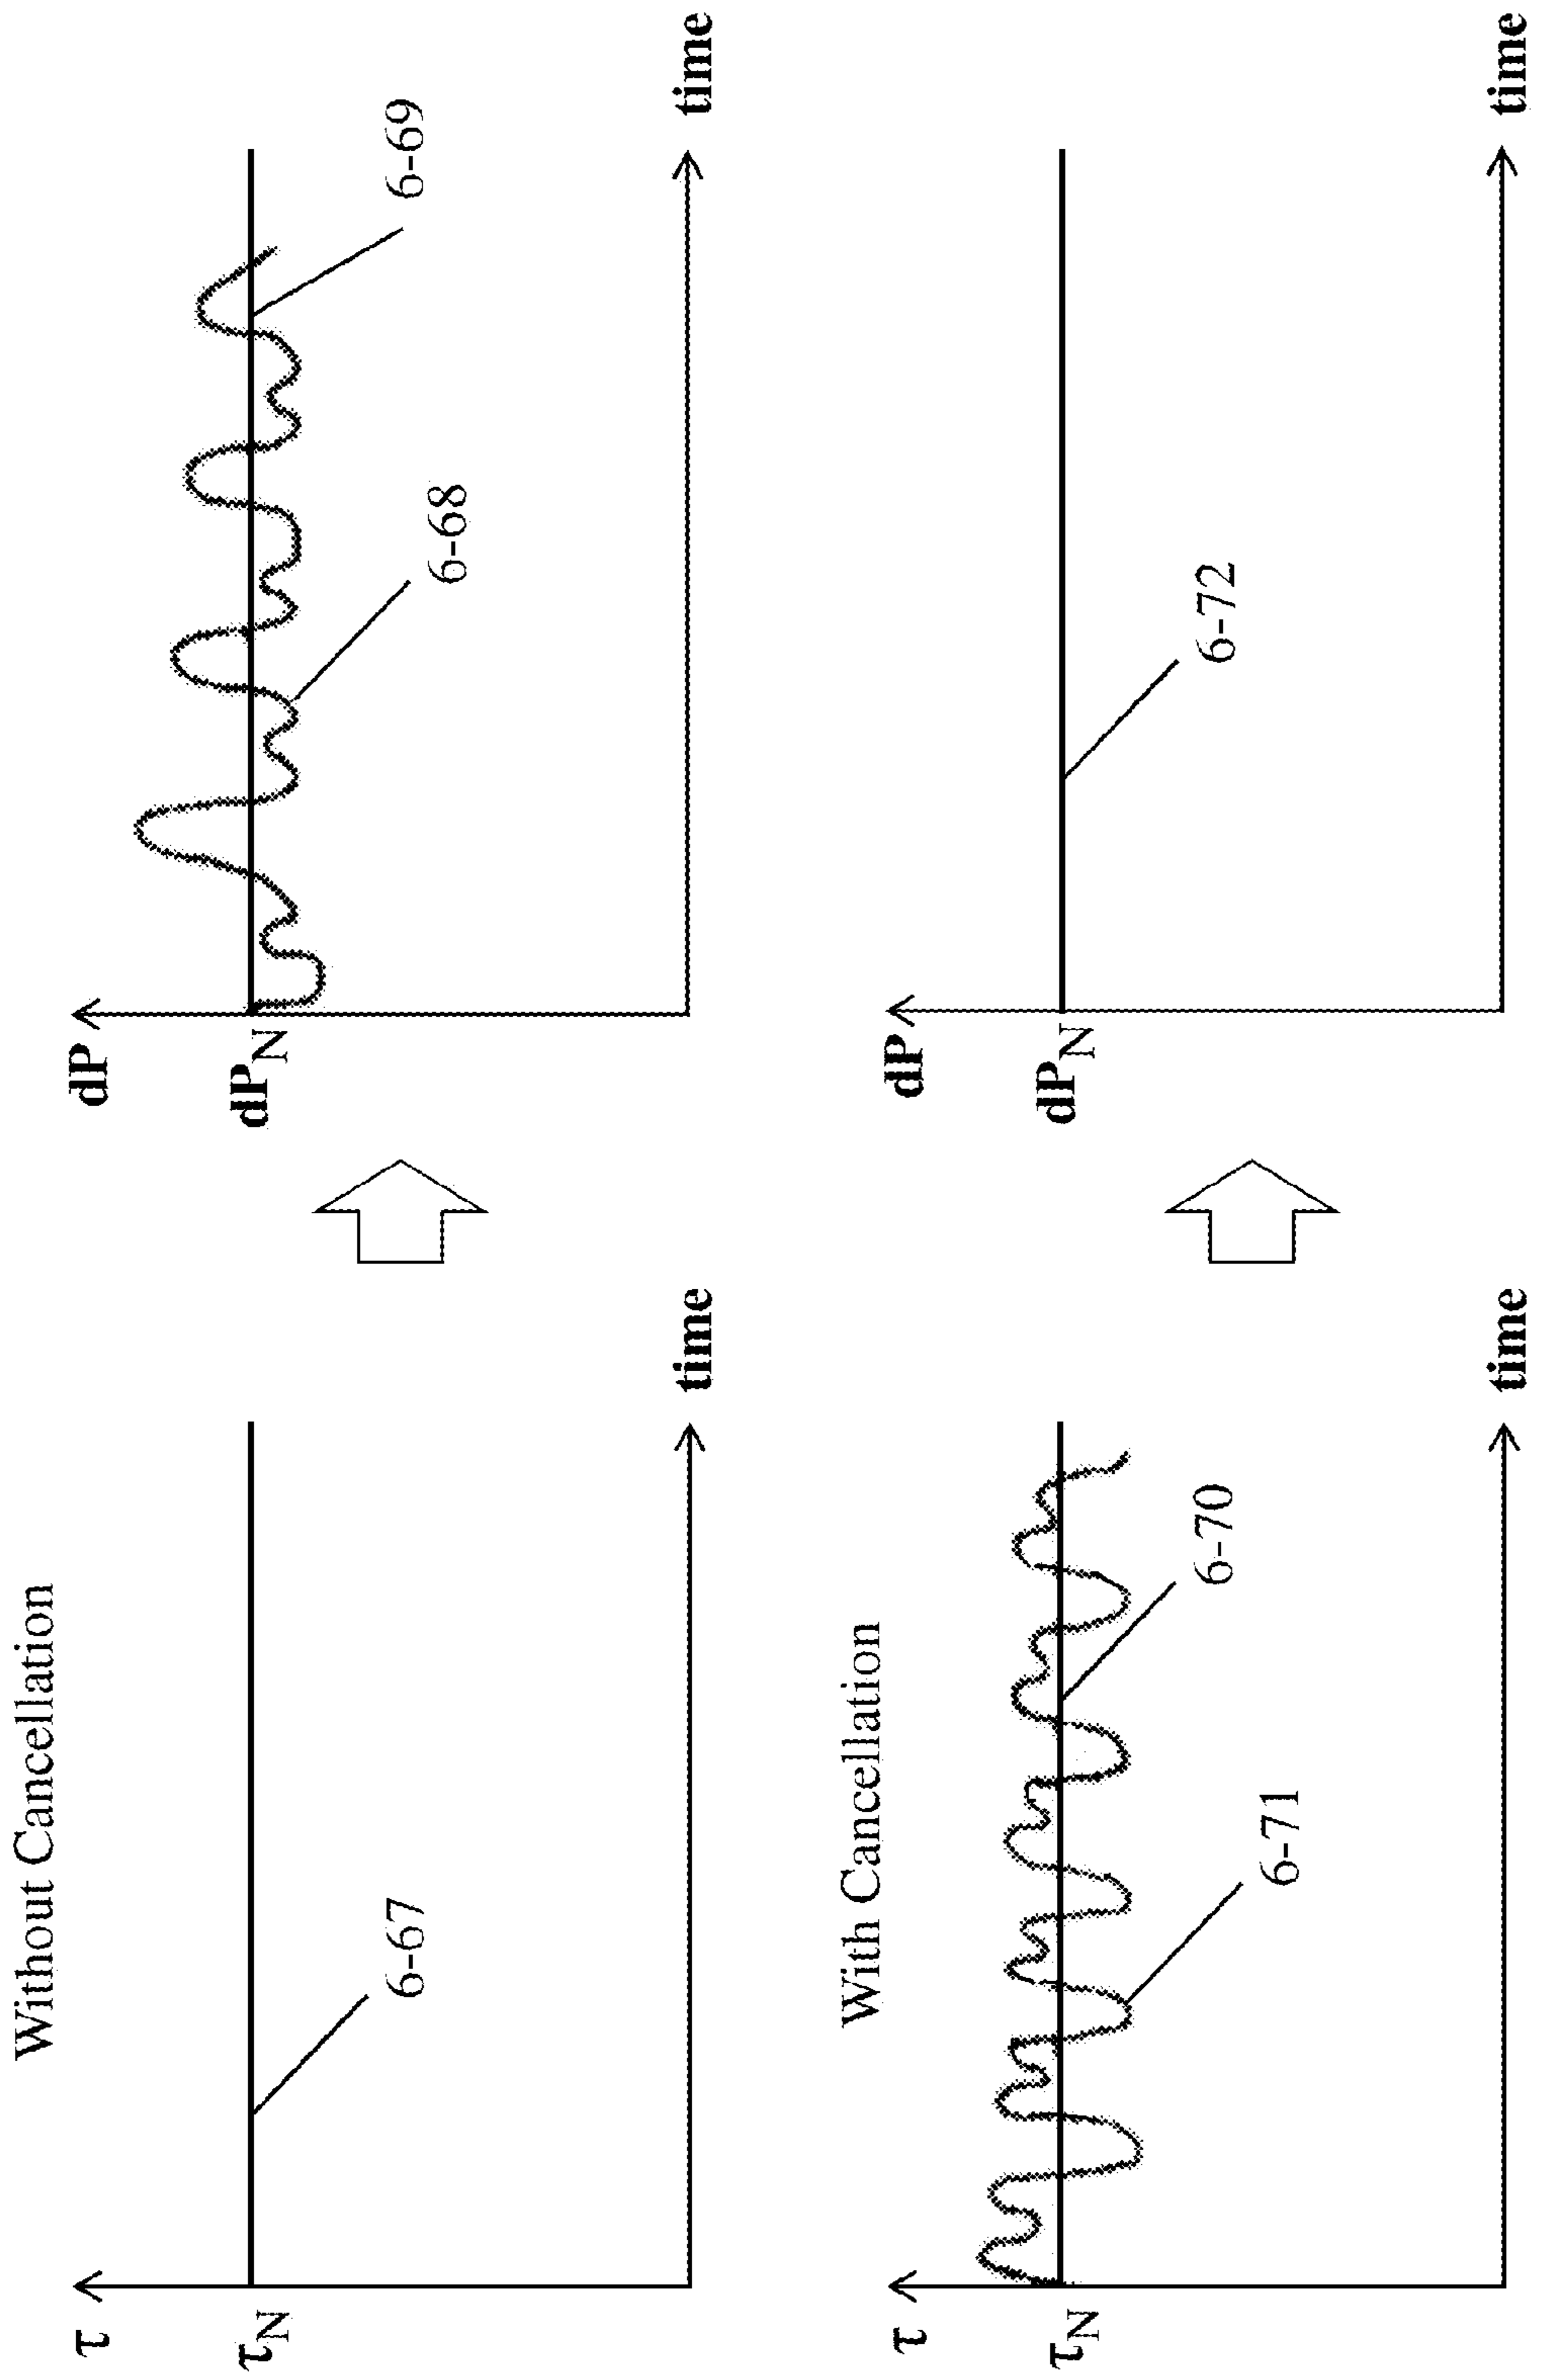 Without Cancellation
τ
τN
6-67
time
dP
dPN
6-68
6-69
time
With Cancellation
τ
τN
6-71
6-70
time
dP
dPN
6-72
time